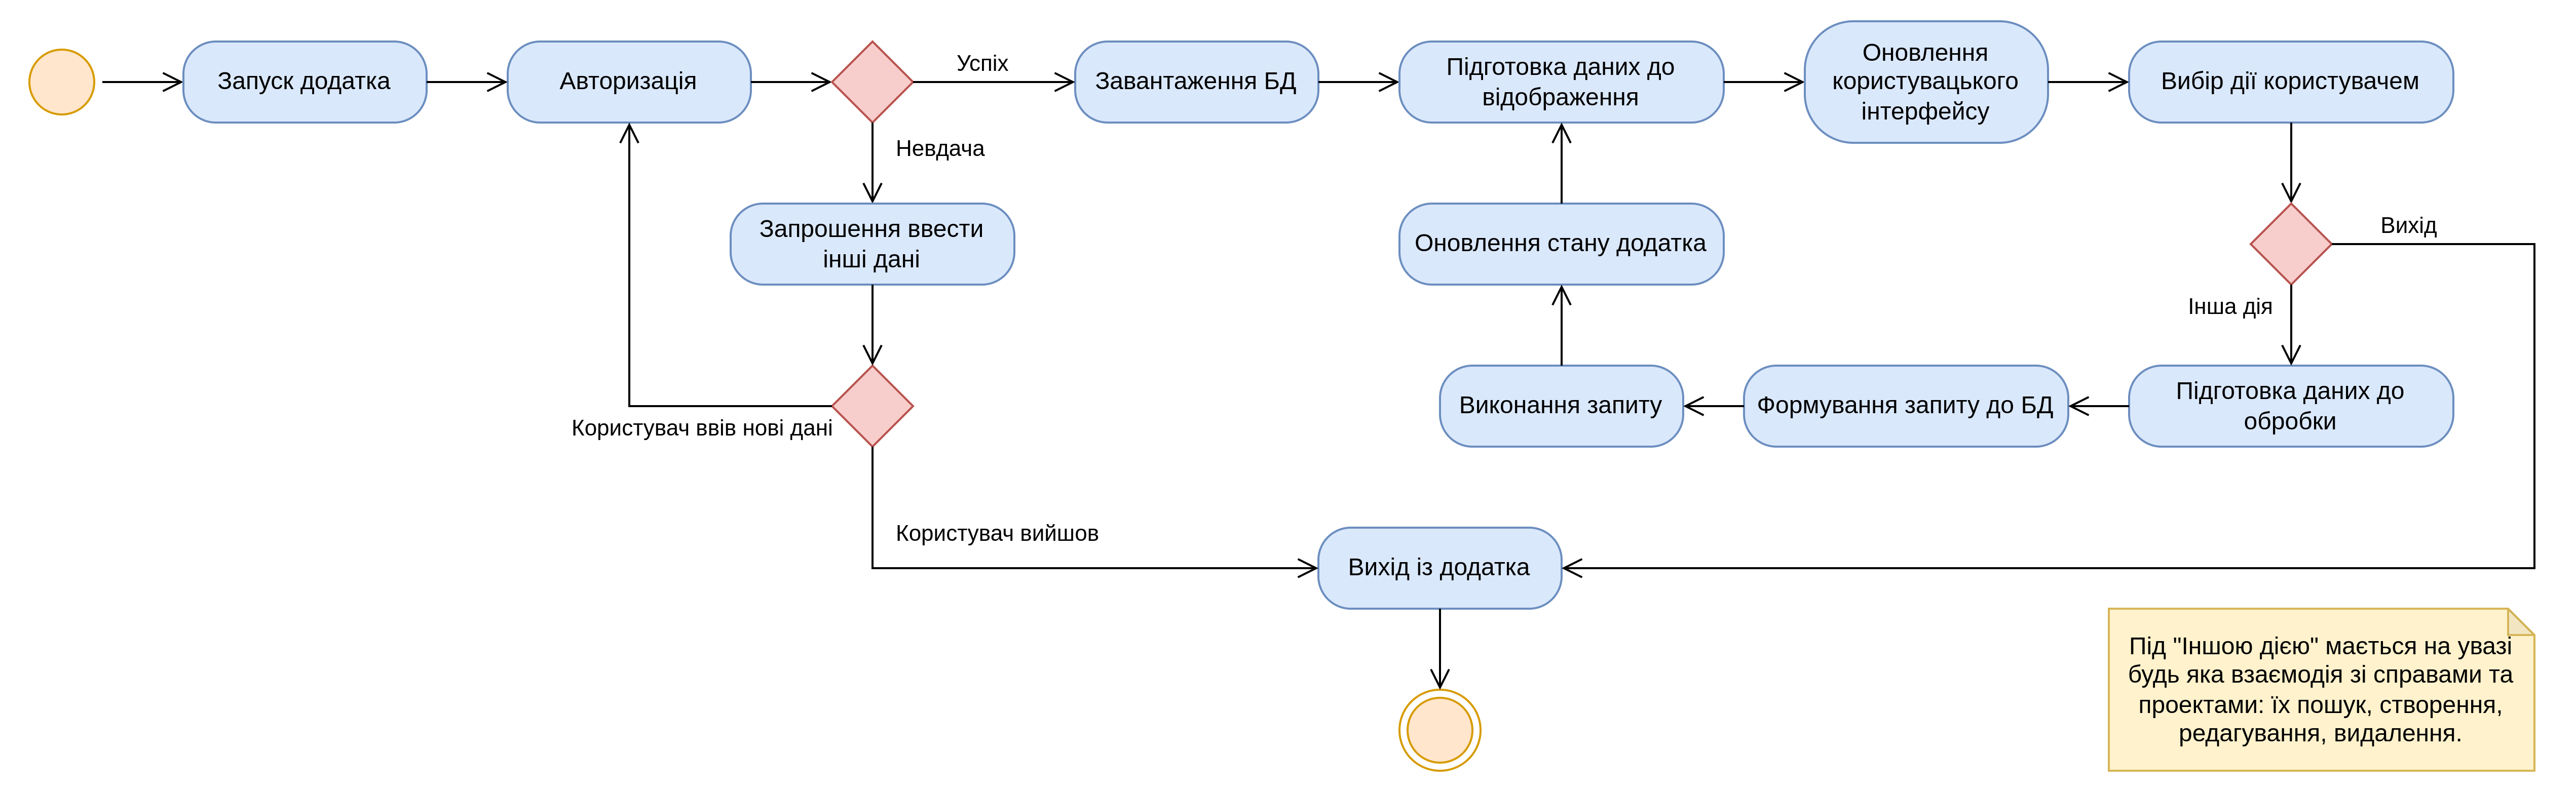 Запуск додатка
Авторизація
Успіх
Завантаження БД
Підготовка даних до
відображення
Оновлення
користувацького
інтерфейсу
Вибір дії користувачем
Невдача
Запрошення ввести
інші дані
Оновлення стану додатка
Вихід
Інша дія
Користувач ввів нові дані
Виконання запиту
Формування запиту до БД
Підготовка даних до
обробки
Користувач вийшов
Вихід із додатка
Під "Іншою дією" мається на увазі
будь яка взаємодія зі справами та
проектами: їх пошук, створення,
редагування, видалення.